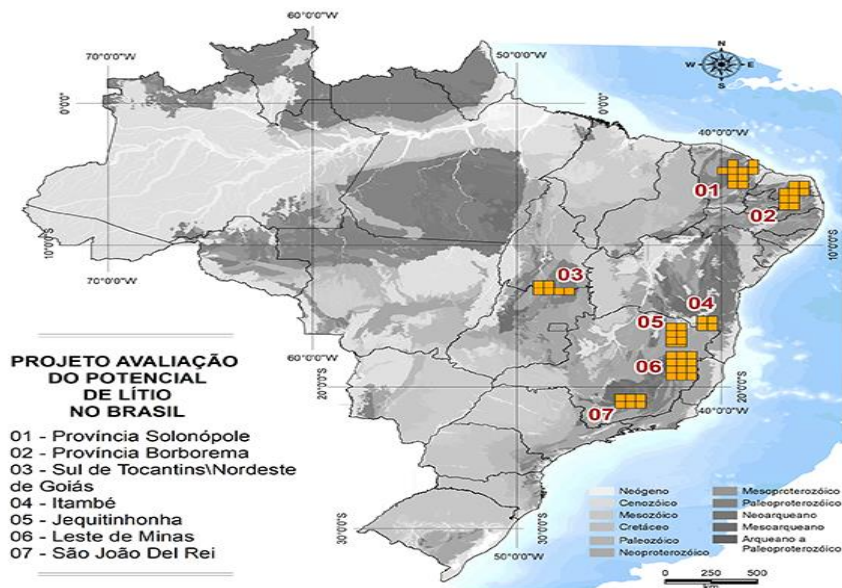 60°0'0"W
70°0'0"W
50°0'0"W
N
W E
S
0°0'0"
0°0'0"
40°0'0"W
01
02
10°0'0"S
10°0'0"S
70°0'0"W
03
04
05
06
07
60°0'0"W
20°0'0"S
20°0'0"S
40°0'0"W
30°0'0"S
30°0'0"S
50°0'0"W
PROJETO AVALIAÇÃO
DO POTENCIAL
DE LÍTIO
NO BRASIL
01 - Província Solonópole
02 - Província Borborema
03 - Sul de Tocantins\Nordeste
de Goiás
04 - Itambé
05 - Jequitinhonha
06 - Leste de Minas
07 - São João Del Rei
Neógeno
Cenozóico
Mesozóico
Cretáceo
Paleozóico
Neoproterozóico
Mesoproterozóico
Paleoproterozóico
Neoarqueano
Mesoarqueano
Arqueano a
Paleoproterozóico
0 250 500
km